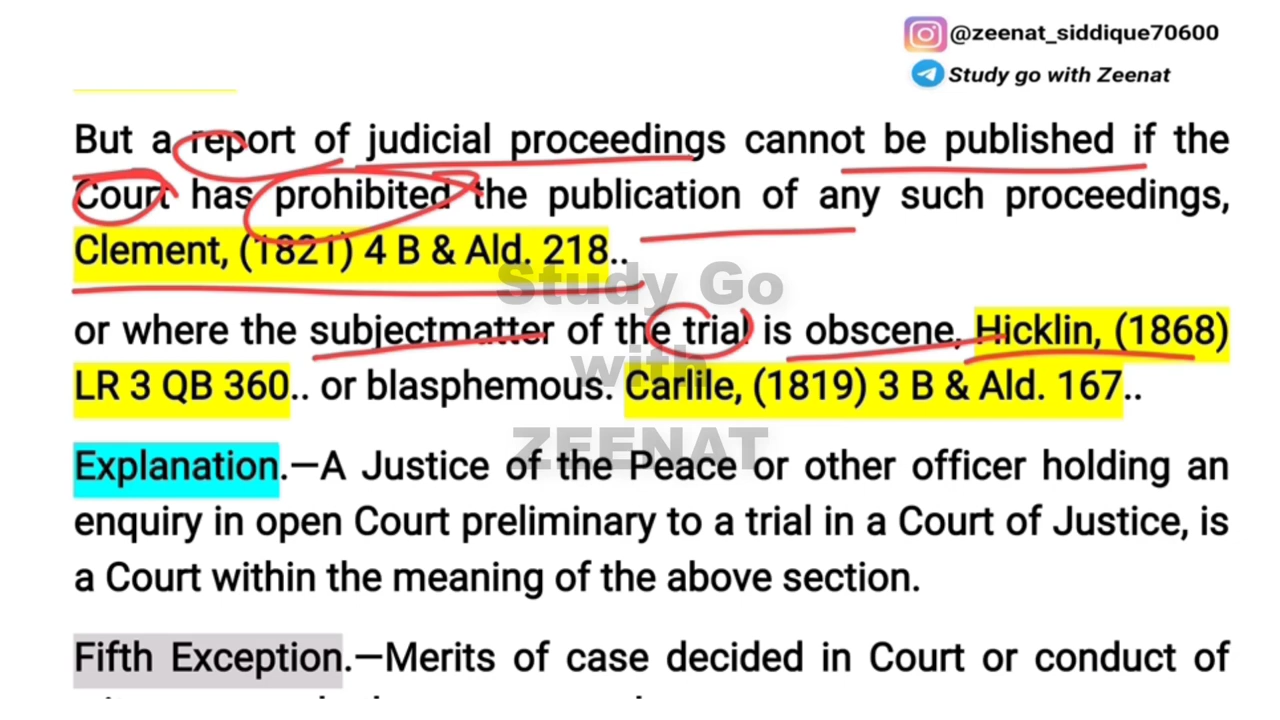 @zeenat_siddique70600
Study go with Zeenat
But a report of judicial proceedings cannot be published if the
Court has prohibited the publication of any such proceedings,
Clement, (1821) 4 B & Ald. 218..
or where the subjectmatter of the trial is obscene, Hicklin, (1868)
LR 3 QB 360.. or blasphemous. Carlile, (1819) 3 B & Ald. 167..
Study Go
with
ZEENAT
Explanation.—A Justice of the Peace or other officer holding an
enquiry in open Court preliminary to a trial in a Court of Justice, is
a Court within the meaning of the above section.
Fifth Exception.—Merits of case decided in Court or conduct of